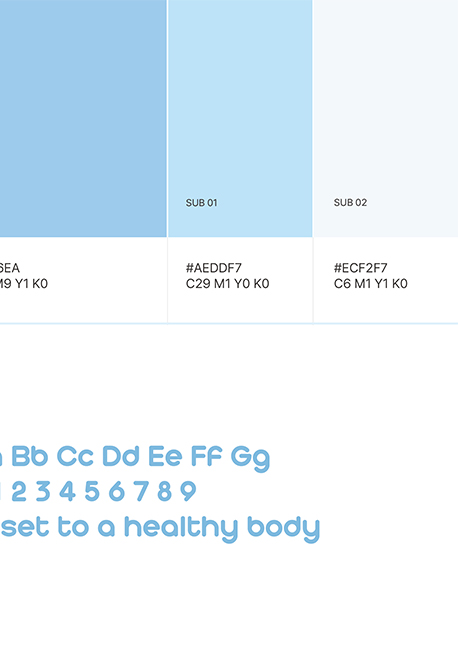 SUB 01
SUB 02
6EA
M9 Y1 K0
#AEDDF7
C29 M1 Y0 K0
#ECF2F7
C6 M1 Y1 K0
Bb Cc Dd Ee Ff Gg
1 2 3 4 5 6 7 8 9
set to a healthy body